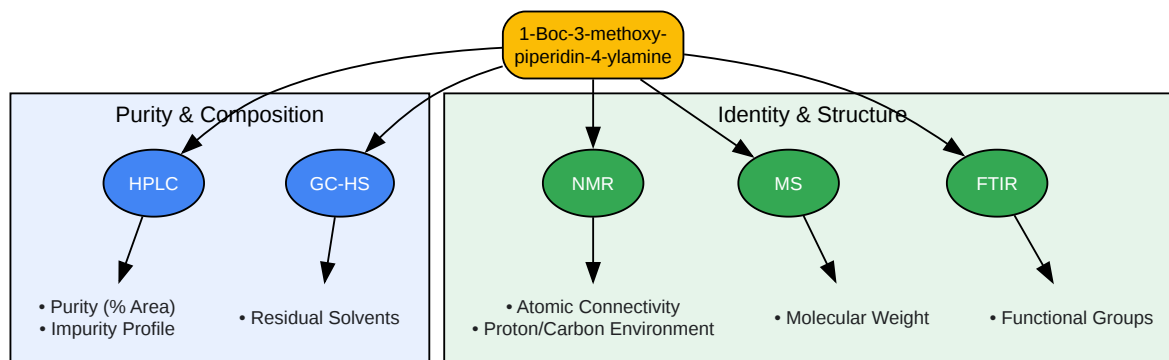 1-Boc-3-methoxy-
piperidin-4-ylamine
Purity & Composition
Identity & Structure
HPLC
GC-HS
NMR
MS
FTIR
• Purity (% Area)
• Impurity Profile
• Residual Solvents
• Atomic Connectivity
• Proton/Carbon Environment
• Molecular Weight
• Functional Groups